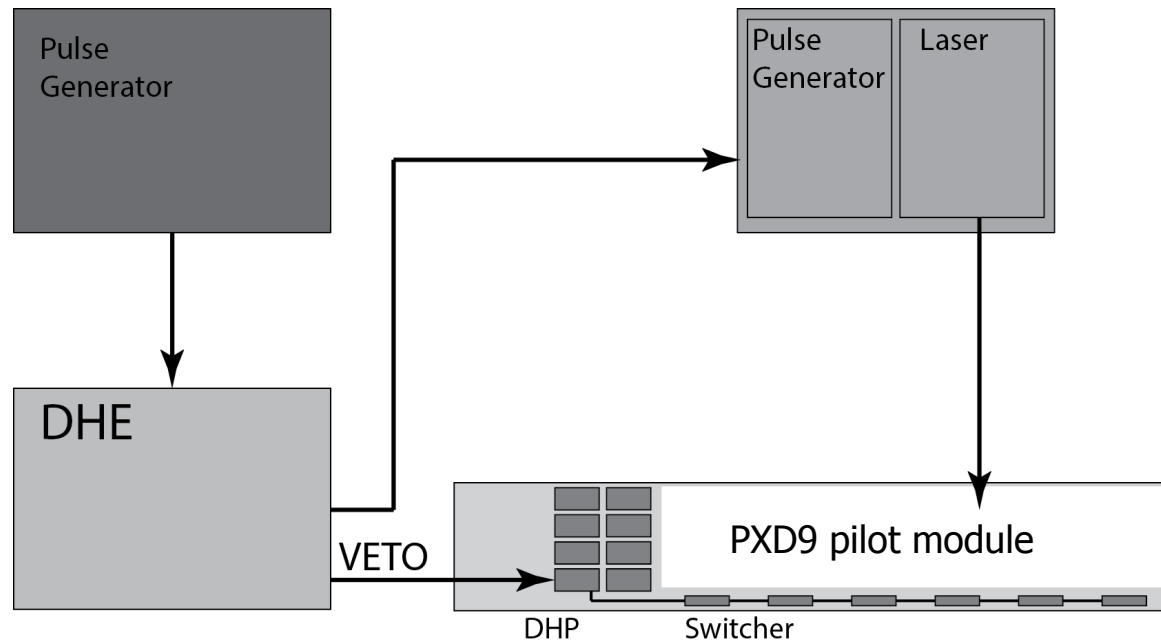 Pulse
Generator
Pulse
Generator
Laser
DHE
VETO
PXD9 pilot module
DHP
Switcher